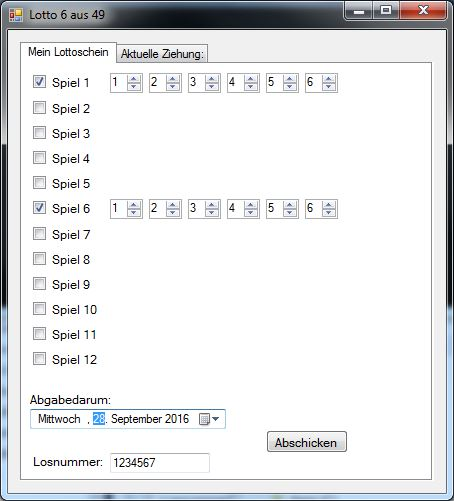 Lotto 6 aus 49
Mein Lottoschein Aktuelle Ziehung:
Spiel 1 1 2 3 4 5 6
Spiel 2
Spiel 3
Spiel 4
Spiel 5
Spiel 6 1 2 3 4 5 6
Spiel 7
Spiel 8
Spiel 9
Spiel 10
Spiel 11
Spiel 12
Abgabedarum:
Mittwoch , 28. September 2016
Abschicken
Losnummer: 1234567